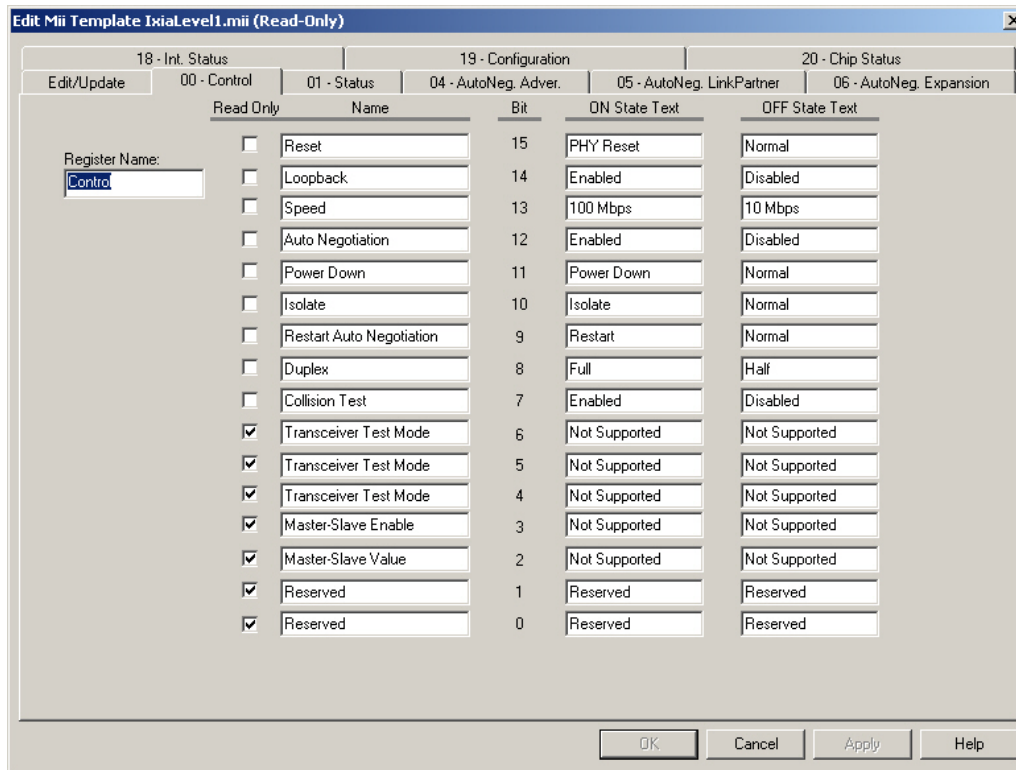 Edit Mii Template IxiaLevel1.mii (Read-Only)
18 - Int. Status 19 - Configuration 20 - Chip Status
Edit/Update 00 - Control 01 - Status 04 - AutoNeg. Adver. 05 - AutoNeg. LinkPartner 06 - AutoNeg. Expansion
Read Only Name Bit ON State Text OFF State Text
Register Name:
Control
Reset 15 PHY Reset Normal
Loopback 14 Enabled Disabled
Speed 13 100 Mbps 10 Mbps
Auto Negotiation 12 Enabled Disabled
Power Down 11 Power Down Normal
Isolate 10 Isolate Normal
Restart Auto Negotiation 9 Restart Normal
Duplex 8 Full Half
Collision Test 7 Enabled Disabled
Transceiver Test Mode 6 Not Supported Not Supported
Transceiver Test Mode 5 Not Supported Not Supported
Transceiver Test Mode 4 Not Supported Not Supported
Master-Slave Enable 3 Not Supported Not Supported
Master-Slave Value 2 Not Supported Not Supported
Reserved 1 Reserved Reserved
Reserved 0 Reserved Reserved
OK Cancel Apply Help